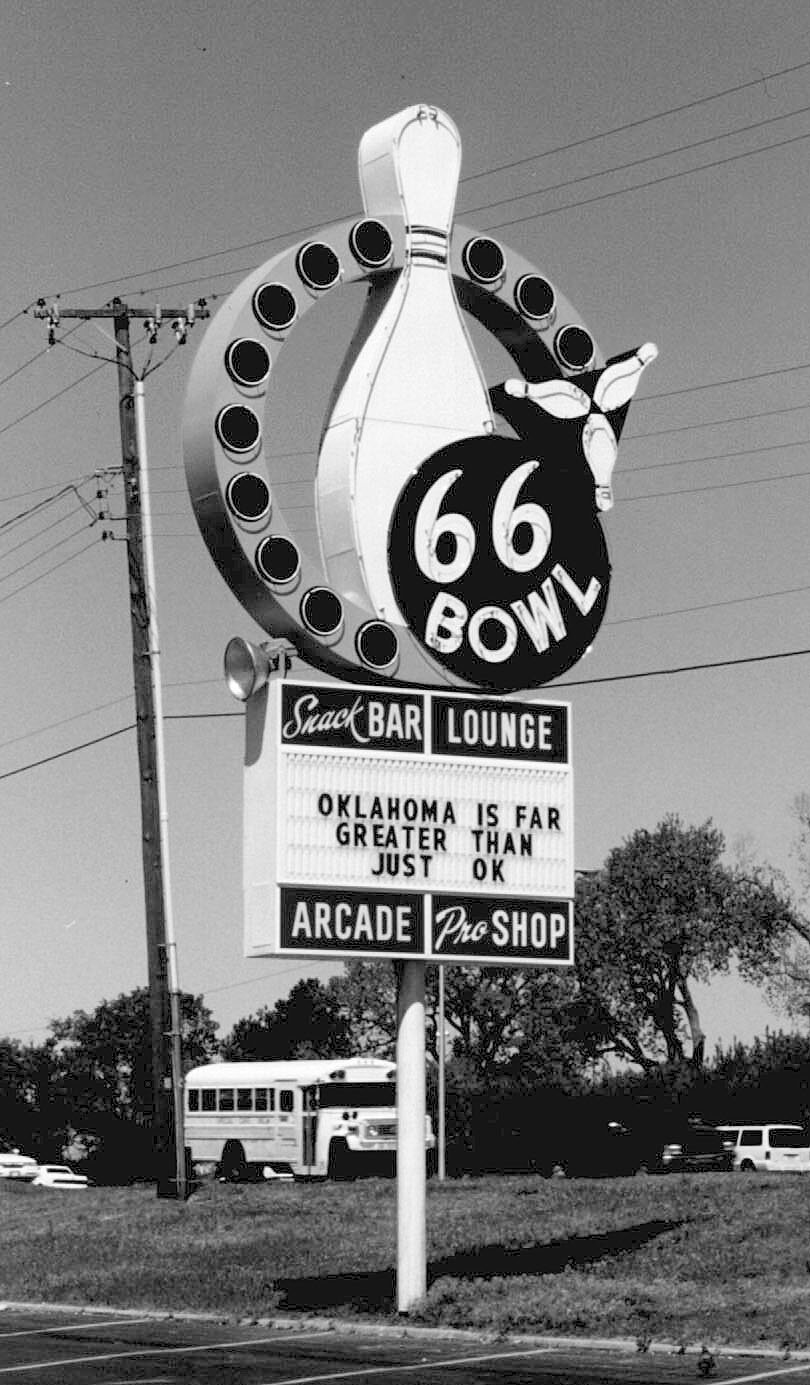 66
BOWL
Snack BAR LOUNGE
OKLAHOMA IS FAR
GREATER THAN
JUST OK
ARCADE Pro SHOP